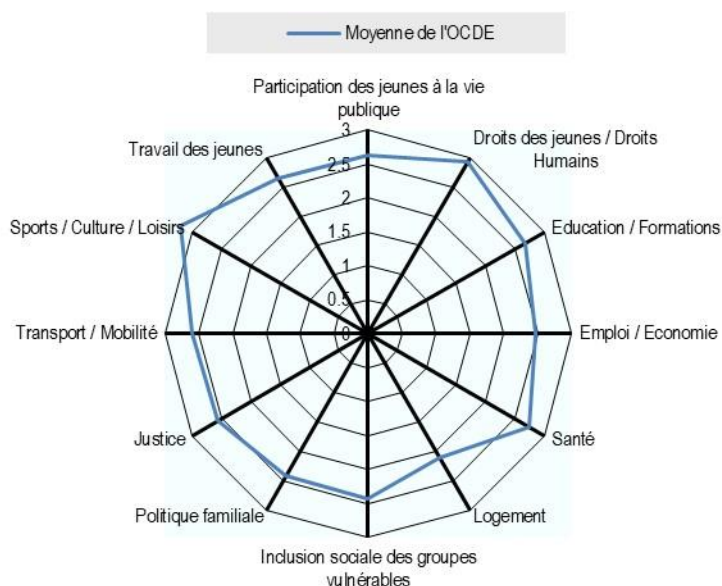 Moyenne de l'OCDE
Participation des jeunes à la vie
publique
Droits des jeunes / Droits
Humains
Education / Formations
Emploi / Economie
Santé
Logement
Inclusion sociale des groupes
vulnérables
Politique familiale
Justice
Transport / Mobilité
Sports / Culture / Loisirs
Travail des jeunes
3
2.5
2
1.5
1
0.5
0